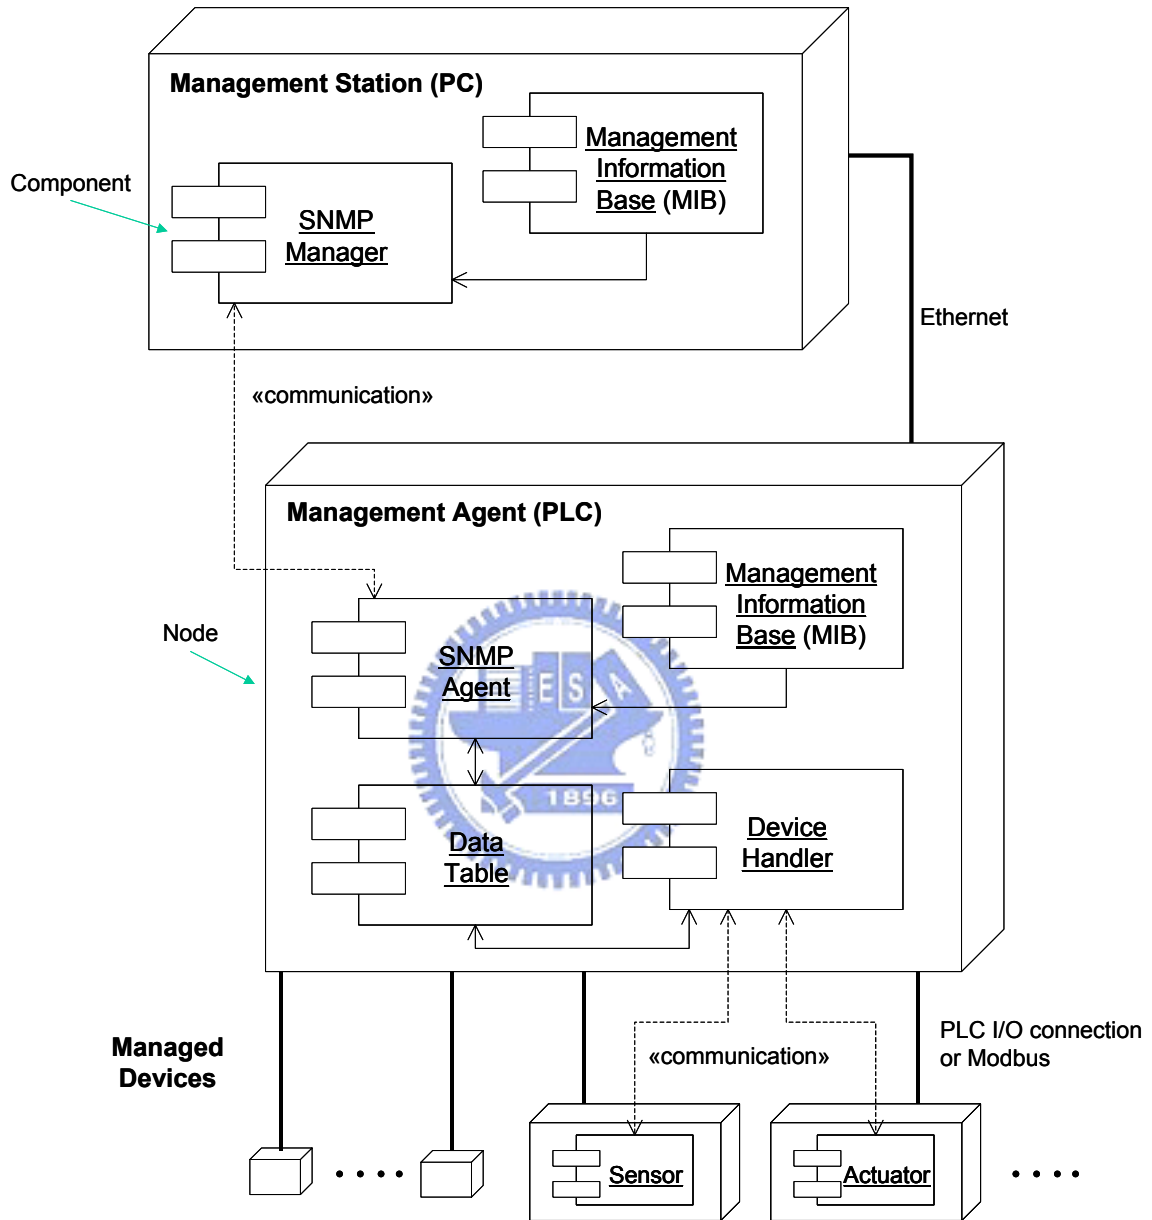 Management Station (PC)
Management
Information
Base (MIB)
Component
SNMP
Manager
Ethernet
«communication»
Management Agent (PLC)
Management
Information
Base (MIB)
Node
SNMP
Agent
ESA
1896
Data
Table
Device
Handler
Managed
Devices
«communication»
PLC I/O connection
or Modbus
Sensor
Actuator